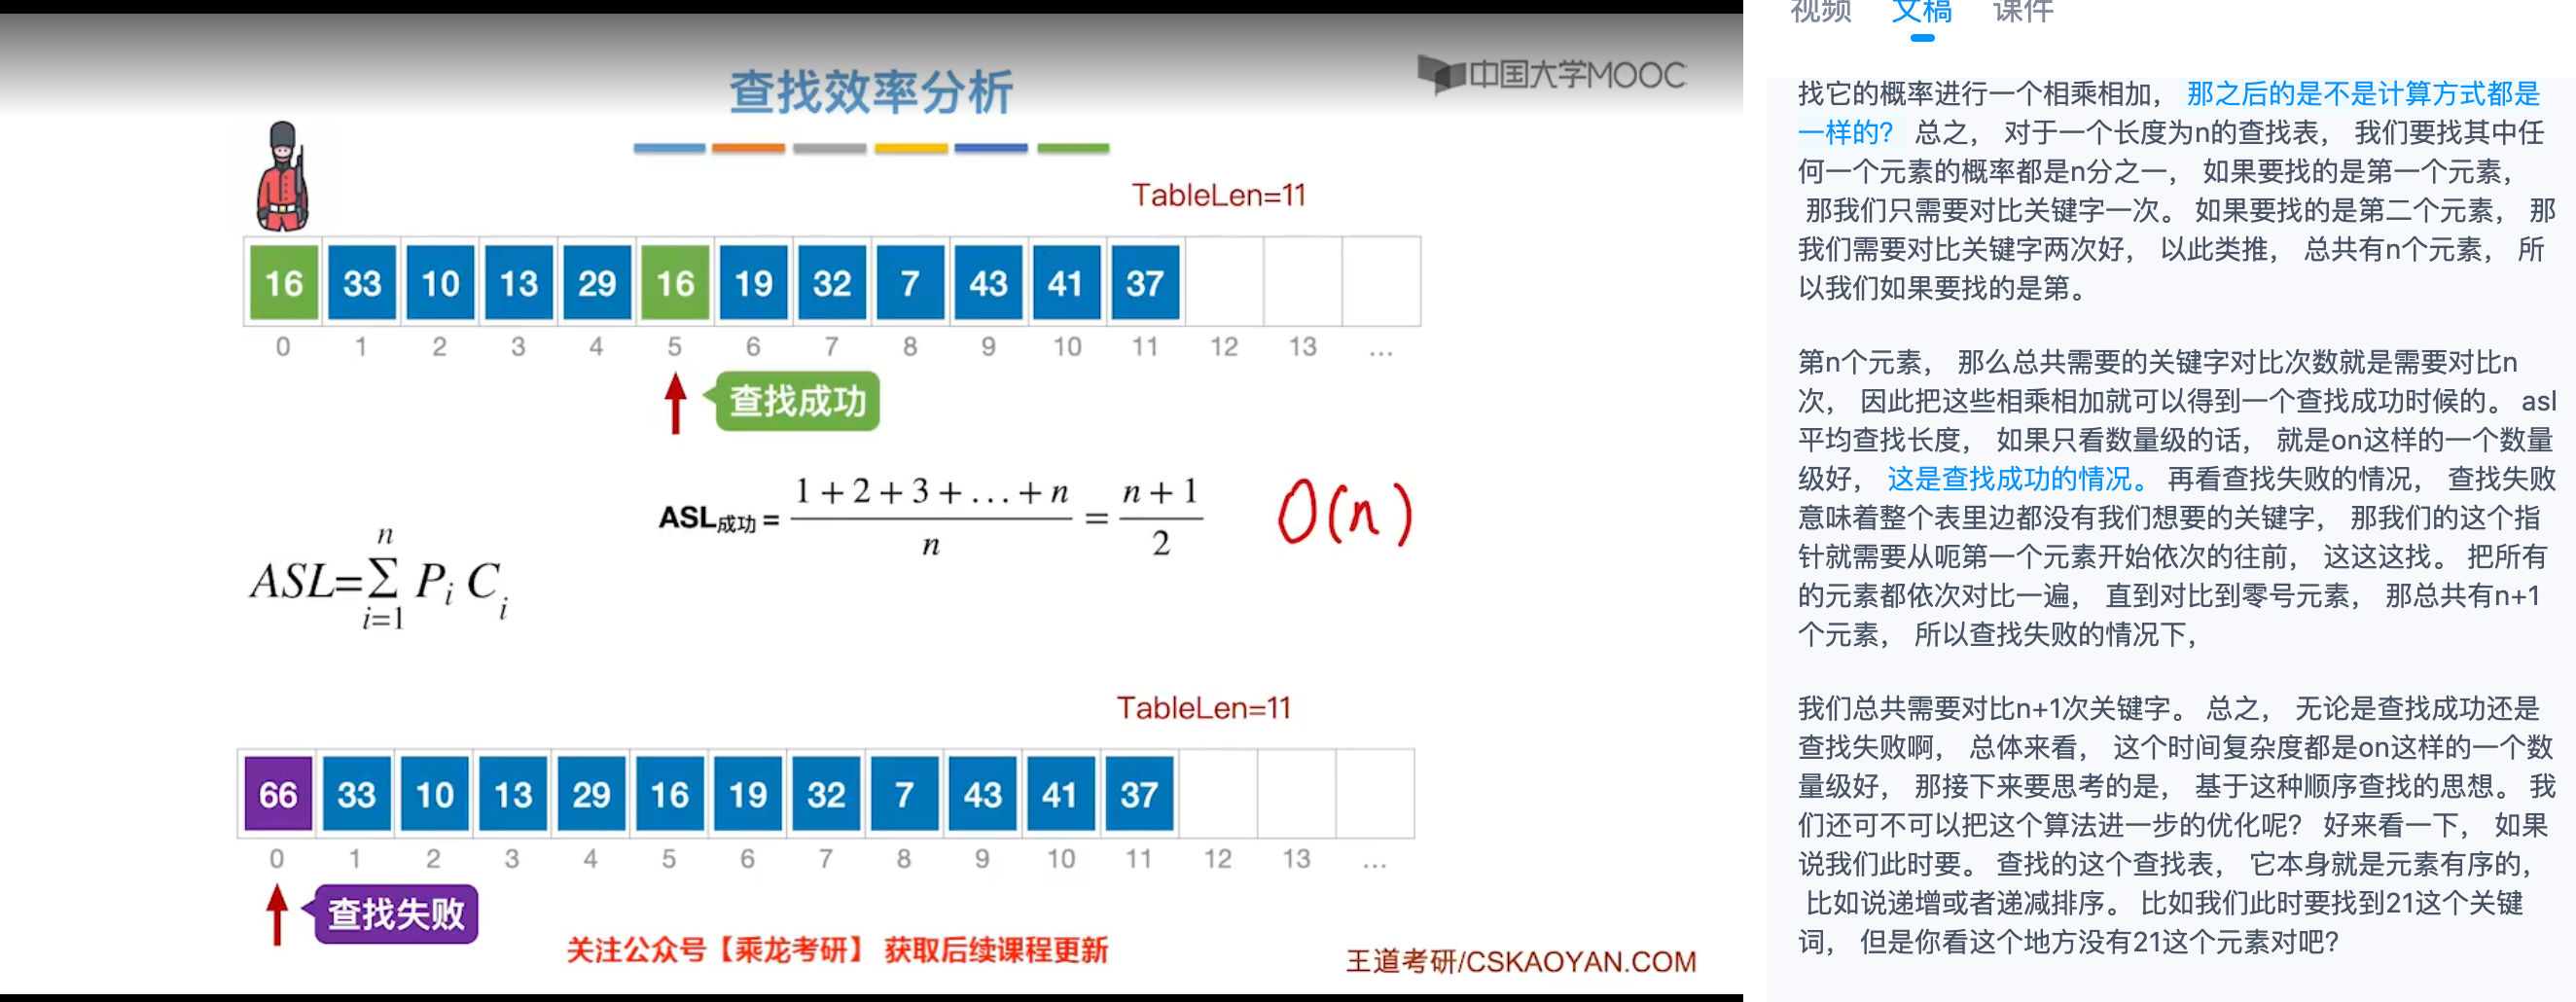 查找效率分析
中国大学MOOC
TableLen=11
16 33 10 13 29 16 19 32 7 43 41 37
0 1 2 3 4 5 6 7 8 9 10 11 12 13 ...
查找成功
ASL成功 = (1 + 2 + 3 + ... + n) / n = (n + 1) / 2
O(n)
ASL=∑_{i=1}^{n} P_i C_i
TableLen=11
66 33 10 13 29 16 19 32 7 43 41 37
0 1 2 3 4 5 6 7 8 9 10 11 12 13 ...
查找失败
关注公众号【乘龙考研】 获取后续课程更新
王道考研/CSKAOYAN.COM
视频 文稿 课件
找它的概率进行一个相乘相加， 那之后的是不是计算方式都是
一样的？ 总之， 对于一个长度为n的查找表， 我们要找其中任
何一个元素的概率都是n分之一， 如果要找的是第一个元素，
那我们只需要对比关键字一次。 如果要找的是第二个元素， 那
我们需要对比关键字两次好， 以此类推， 总共有n个元素， 所
以我们如果要找的是第。
第n个元素， 那么总共需要的关键字对比次数就是需要对比n
次， 因此把这些相乘相加就可以得到一个查找成功时候的。 asl
平均查找长度， 如果只看数量级的话， 就是on这样的一个数量
级好， 这是查找成功的情况。 再看查找失败的情况， 查找失败
意味着整个表里边都没有我们想要的关键字， 那我们的这个指
针就需要从呃第一个元素开始依次的往前， 这这这找。 把所有
的元素都依次对比一遍， 直到对比到零号元素， 那总共有n+1
个元素， 所以查找失败的情况下，
我们总共需要对比n+1次关键字。 总之， 无论是查找成功还是
查找失败啊， 总体来看， 这个时间复杂度都是on这样的一个数
量级好， 那接下来要思考的是， 基于这种顺序查找的思想。 我
们还可不可以把这个算法进一步的优化呢？ 好来看一下， 如果
说我们此时要。 查找的这个查找表， 它本身就是元素有序的，
比如说递增或者递减排序。 比如我们此时要找到21这个关键
词， 但是你看这个地方没有21这个元素对吧？